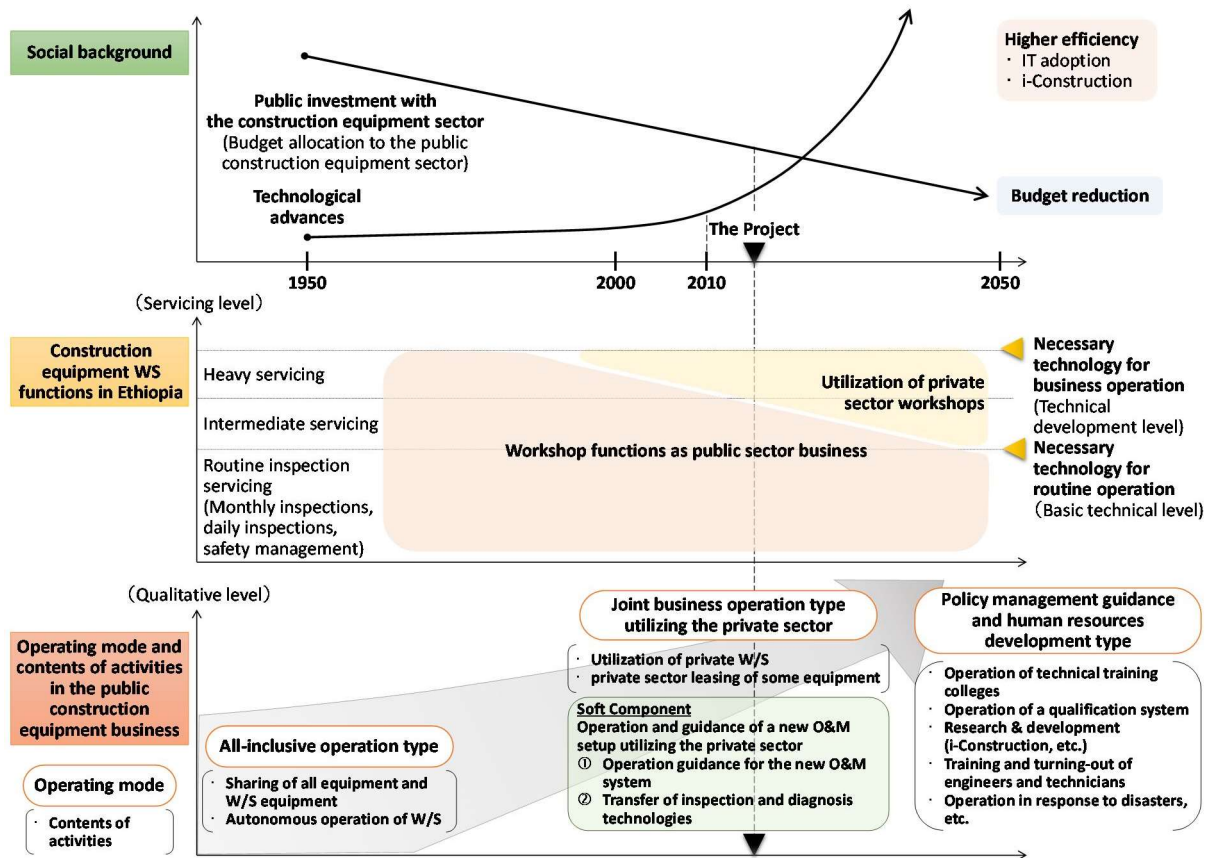 Social background
Higher efficiency
· IT adoption
· i-Construction
Public investment with
the construction equipment sector
(Budget allocation to the public
construction equipment sector)
Technological
advances
Budget reduction
The Project
1950
2000
2010
2050
(Servicing level)
Construction
equipment WS
functions in Ethiopia
Heavy servicing
Intermediate servicing
Routine inspection
servicing
(Monthly inspections,
daily inspections,
safety management)
Utilization of private
sector workshops
Workshop functions as public sector business
Necessary
technology for
business operation
(Technical
development level)
Necessary
technology for
routine operation
(Basic technical level)
(Qualitative level)
Operating mode and
contents of activities
in the public
construction
equipment business
Operating mode
· Contents of
activities
All-inclusive operation type
· Sharing of all equipment and
W/S equipment
· Autonomous operation of W/S
Joint business operation type
utilizing the private sector
· Utilization of private W/S
· private sector leasing of some equipment
Soft Component
Operation and guidance of a new O&M
setup utilizing the private sector
① Operation guidance for the new O&M
system
② Transfer of inspection and diagnosis
technologies
Policy management guidance
and human resources
development type
· Operation of technical training
colleges
· Operation of a qualification system
· Research & development
(i-Construction, etc.)
· Training and turning-out of
engineers and technicians
· Operation in response to disasters,
etc.